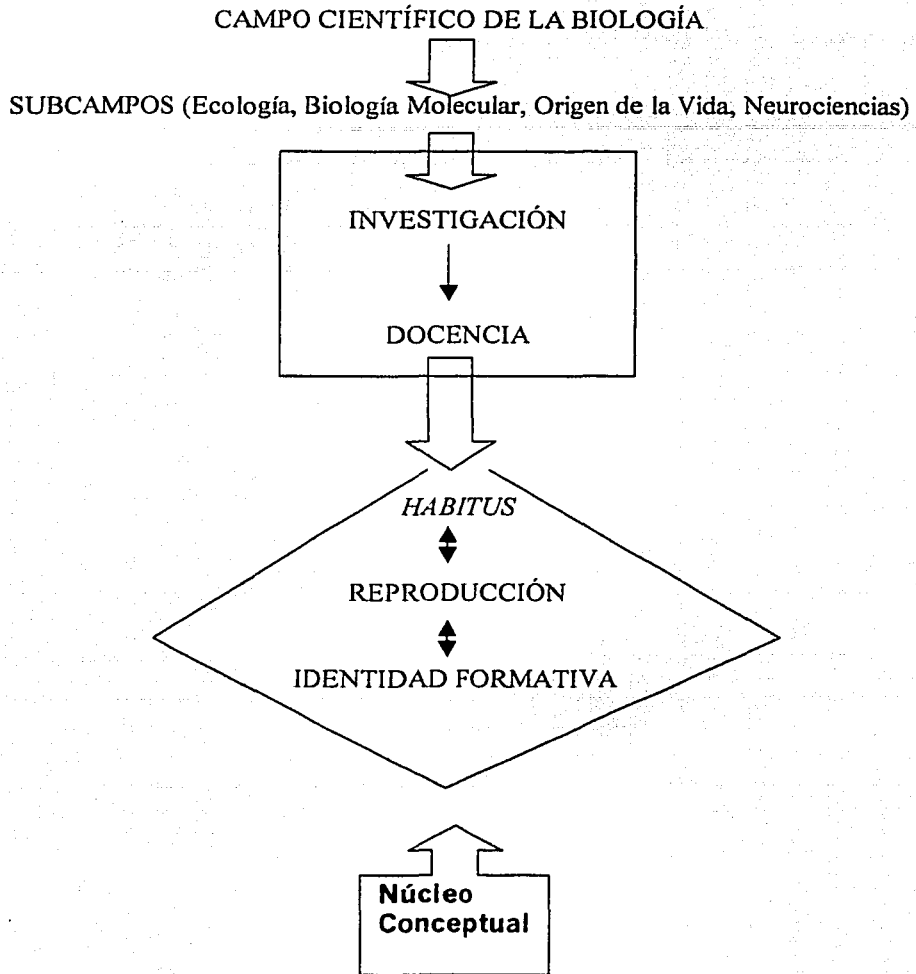 CAMPO CIENTÍFICO DE LA BIOLOGÍA
SUBCAMPOS (Ecología, Biología Molecular, Origen de la Vida, Neurociencias)
INVESTIGACIÓN
DOCENCIA
HABITUS
REPRODUCCIÓN
IDENTIDAD FORMATIVA
Núcleo
Conceptual